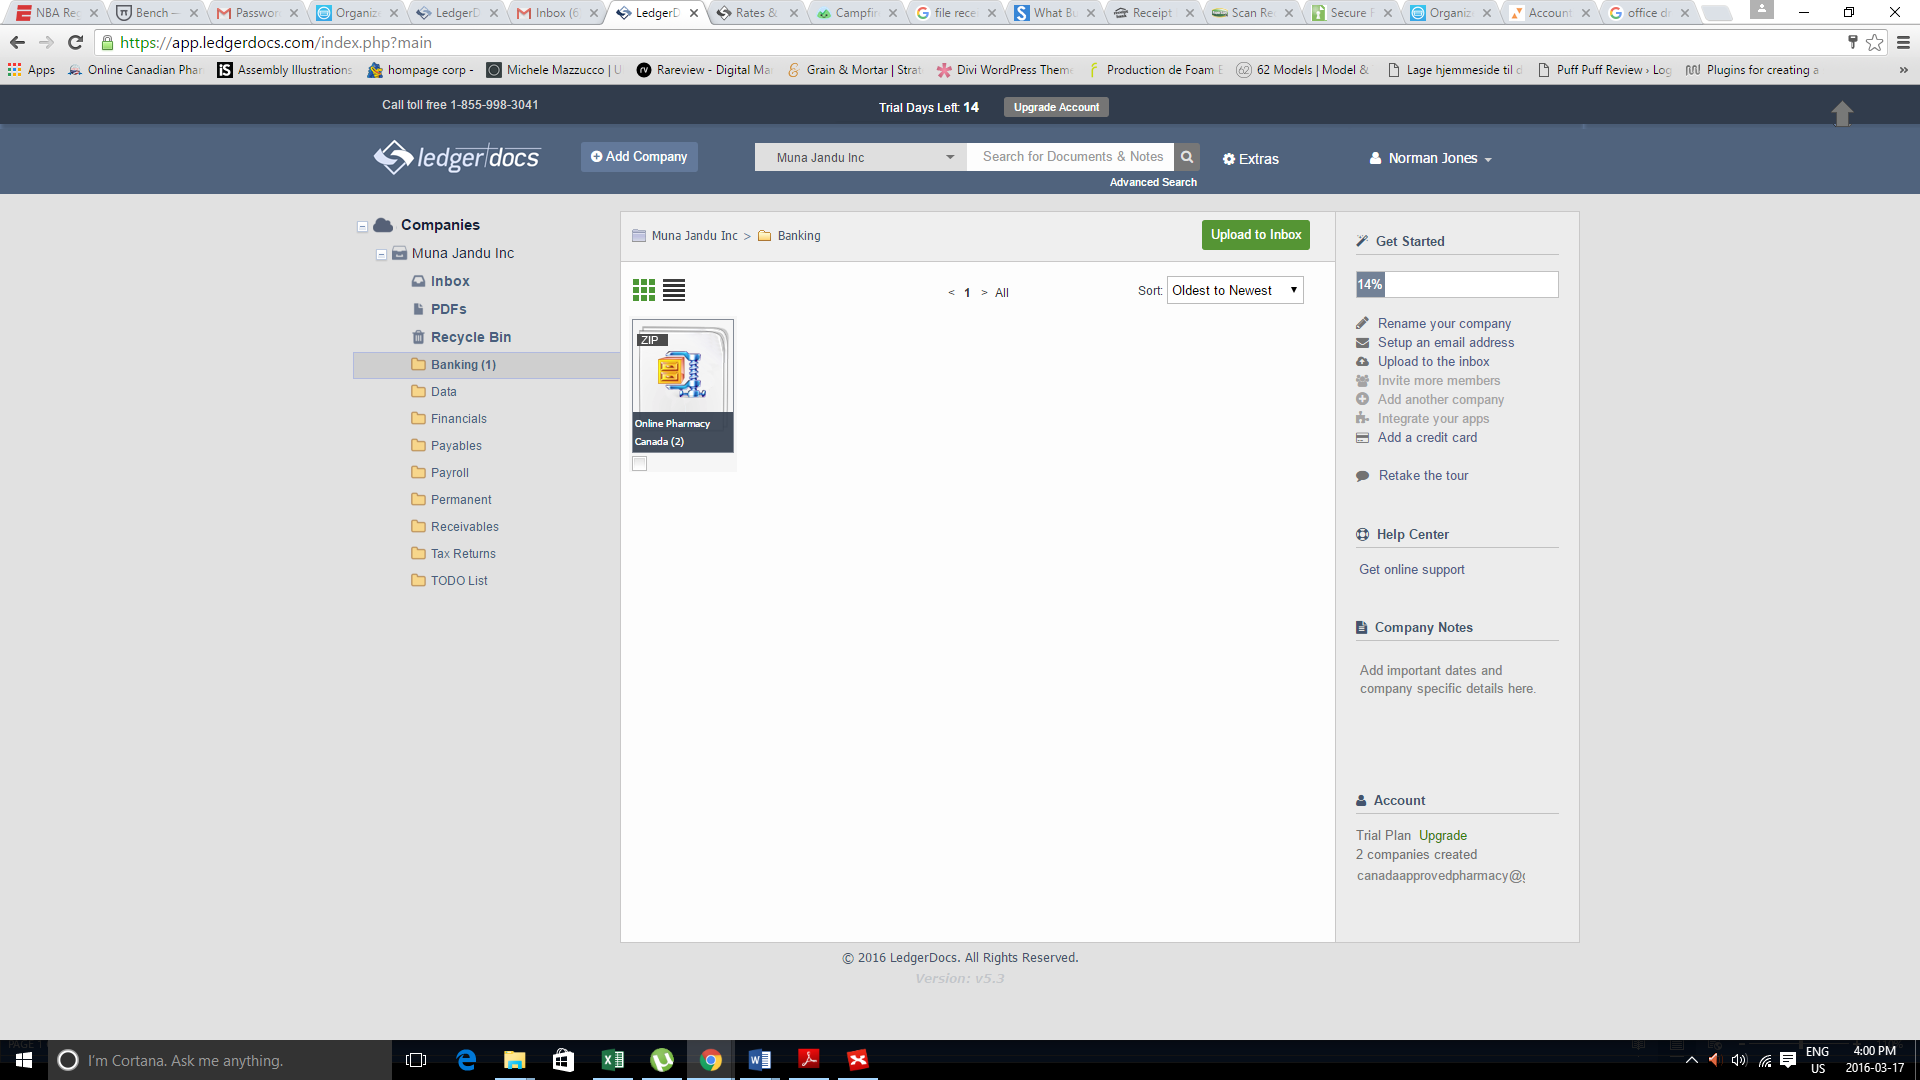 NBA Reg
Bench —
Passwor
Organiz
LedgerD
Inbox (6
LedgerD
Rates &
Campfir
file rece
What Bu
Receipt
Scan Re
Secure F
Organiz
Account
office dr
https://app.ledgerdocs.com/index.php?main
Apps
Online Canadian Phar
Assembly Illustrations
hompage corp -
Michele Mazzucco | U
Rareview - Digital Ma
Grain & Mortar | Strat
Divi WordPress Theme
Production de Foam E
62 Models | Model &
Lage hjemmeside til d
Puff Puff Review › Log
Plugins for creating a
»
Call toll free 1-855-998-3041
Trial Days Left: 14
Upgrade Account
ledger docs
Add Company
Muna Jandu Inc
Search for Documents & Notes
Advanced Search
Extras
Norman Jones
Companies
Muna Jandu Inc
Inbox
PDFs
Recycle Bin
Banking (1)
Data
Financials
Payables
Payroll
Permanent
Receivables
Tax Returns
TODO List
Muna Jandu Inc > Banking
Upload to Inbox
< 1 > All
Sort: Oldest to Newest
ZIP
Online Pharmacy
Canada (2)
Get Started
14%
Rename your company
Setup an email address
Upload to the inbox
Invite more members
Add another company
Integrate your apps
Add a credit card
Retake the tour
Help Center
Get online support
Company Notes
Add important dates and
company specific details here.
Account
Trial Plan Upgrade
2 companies created
canadaapprovedpharmacy@g
© 2016 LedgerDocs. All Rights Reserved.
Version: v5.3
I'm Cortana. Ask me anything.
ENG
US
4:00 PM
2016-03-17